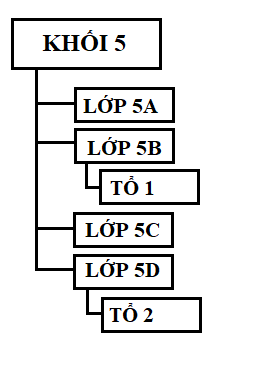 KHỐI 5
LỚP 5A
LỚP 5B
TỔ 1
LỚP 5C
LỚP 5D
TỔ 2